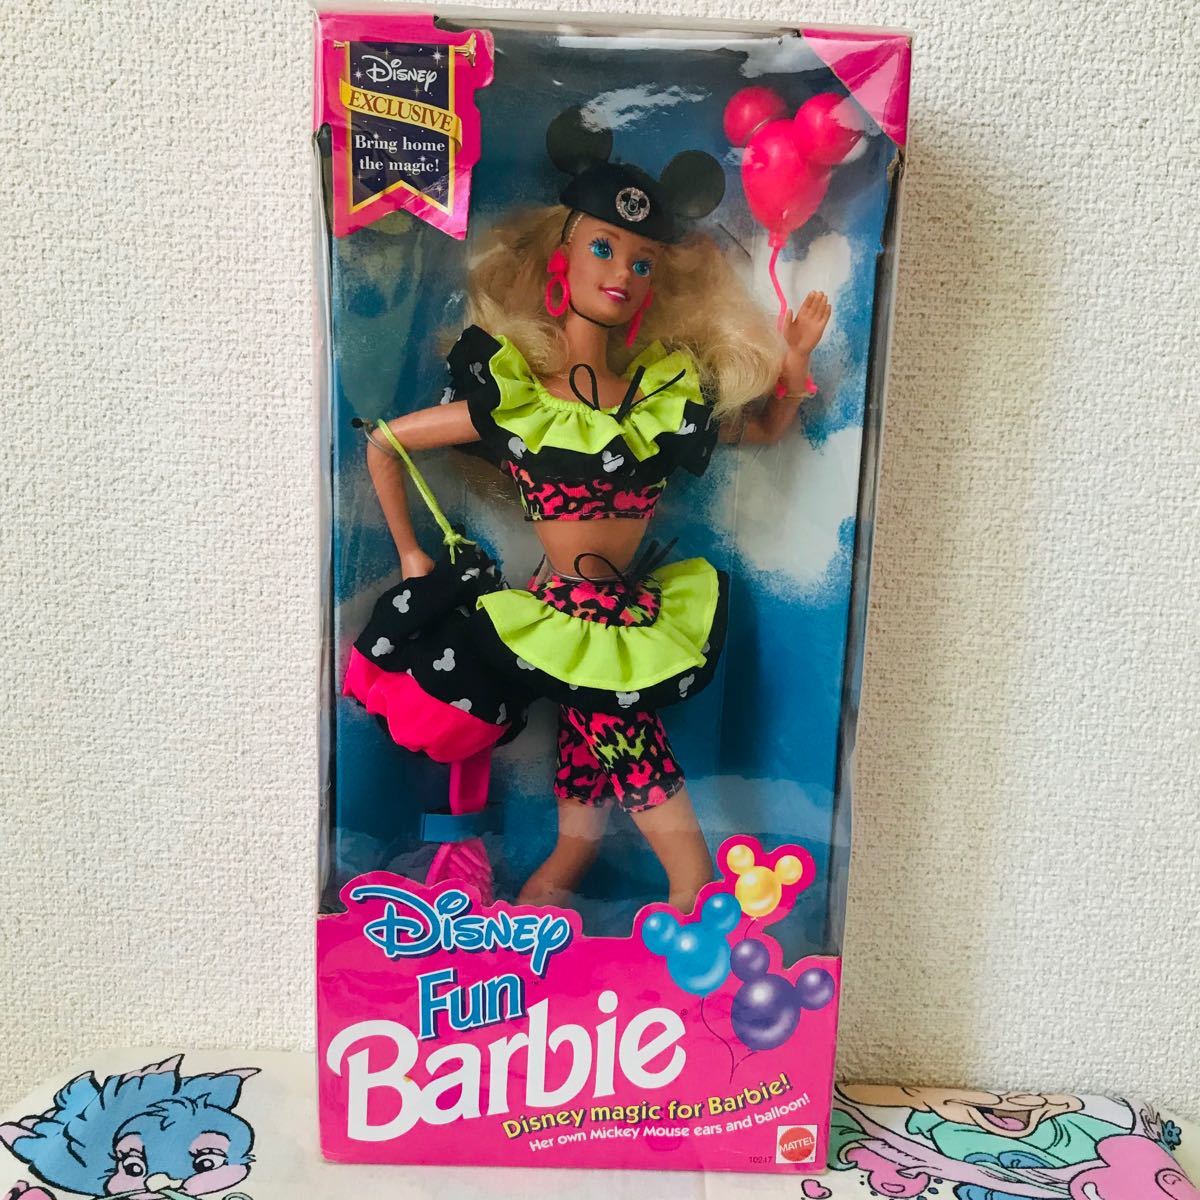 Disney
EXCLUSIVE
Bring home
the magic!
Disney
Fun
Barbie®
Disney magic for Barbie!
Her own Mickey Mouse ears and balloon!
MATTEL